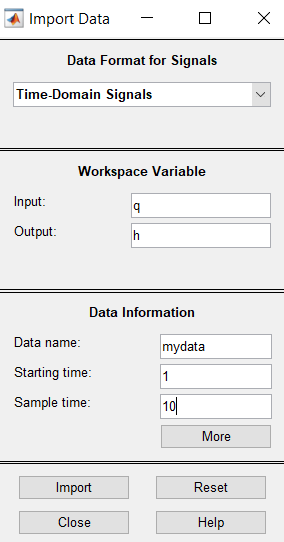 Import Data
Data Format for Signals
Time-Domain Signals
Workspace Variable
Input: q
Output: h
Data Information
Data name: mydata
Starting time: 1
Sample time: 10
More
Import Reset
Close Help